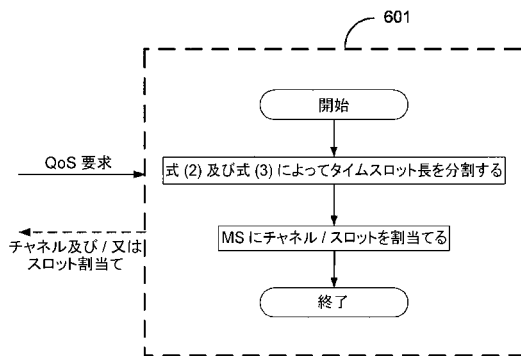 601
開始
QoS 要求
式 (2) 及び式 (3) によってタイムスロット長を分割する
チャネル及び / 又は
スロット割当て
MS にチャネル / スロットを割当てる
終了